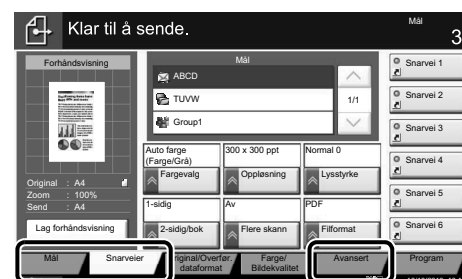 Klar til å sende.
Mål
3
Forhåndsvisning
Original : A4
Zoom : 100%
Send : A4
Lag forhåndsvisning
Mål
ABCD
TUVW
Group1
1/1
Auto farge
(Farge/Grå)
Fargevalg
300 x 300 ppt
Oppløsning
Normal 0
Lysstyrke
1-sidig
2-sidig/bok
Av
Flere skann
PDF
Filformat
Snarvei 1
Snarvei 2
Snarvei 3
Snarvei 4
Snarvei 5
Snarvei 6
Mål
Snarveier
riginal/Overfør.
dataformat
Farge/
Bildekvalitet
Avansert
Program